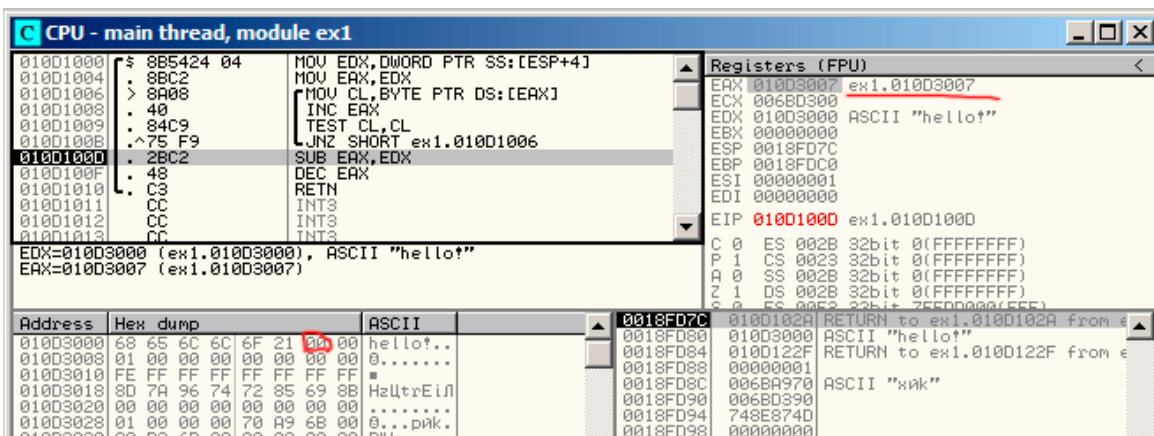 CPU - main thread, module ex1
010D1000 $ 8B5424 04 MOV EDX,DWORD PTR SS:[ESP+4]
010D1004 . 8BC2 MOV EAX,EDX
010D1006 > 8A08 MOV CL,BYTE PTR DS:[EAX]
010D1008 . 40 INC EAX
010D1009 . 84C9 TEST CL,CL
010D100B .^75 F9 JNZ SHORT ex1.010D1006
010D100D . 2BC2 SUB EAX,EDX
010D100F . 48 DEC EAX
010D1010 . C3 RETN
010D1011 CC INT3
010D1012 CC INT3
010D1013 CC INT3
EDX=010D3000 (ex1.010D3000), ASCII "hello!"
EAX=010D3007 (ex1.010D3007)
Registers (FPU) <
EAX 010D3007 ex1.010D3007
ECX 006BD300
EDX 010D3000 ASCII "hello!"
EBX 00000000
ESP 0018FD7C
EBP 0018FDC0
ESI 00000001
EDI 00000000
EIP 010D100D ex1.010D100D
C 0 ES 002B 32bit 0(FFFFFFFF)
P 1 CS 0023 32bit 0(FFFFFFFF)
A 0 SS 002B 32bit 0(FFFFFFFF)
Z 1 DS 002B 32bit 0(FFFFFFFF)
S 0 FS 0053 32bit 7EFDD000(FFF)
Address Hex dump ASCII
010D3000 68 65 6C 6C 6F 21 00 00 hello!..
010D3008 01 00 00 00 00 00 00 00
010D3010 FE FF FF FF FF FF FF FF
010D3018 8D 7A 96 74 72 85 69 8B
010D3020 00 00 00 00 00 00 00 00 ........
010D3028 01 00 00 00 70 A9 6B 00
0018FD7C 010D102A RETURN to ex1.010D102A from
0018FD80 010D3000 ASCII "hello!"
0018FD84 010D122F RETURN to ex1.010D122F from
0018FD88 00000001
0018FD8C 006BA970 ASCII "xйk"
0018FD90 006BD390
0018FD94 748E874D
0018FD98 00000000